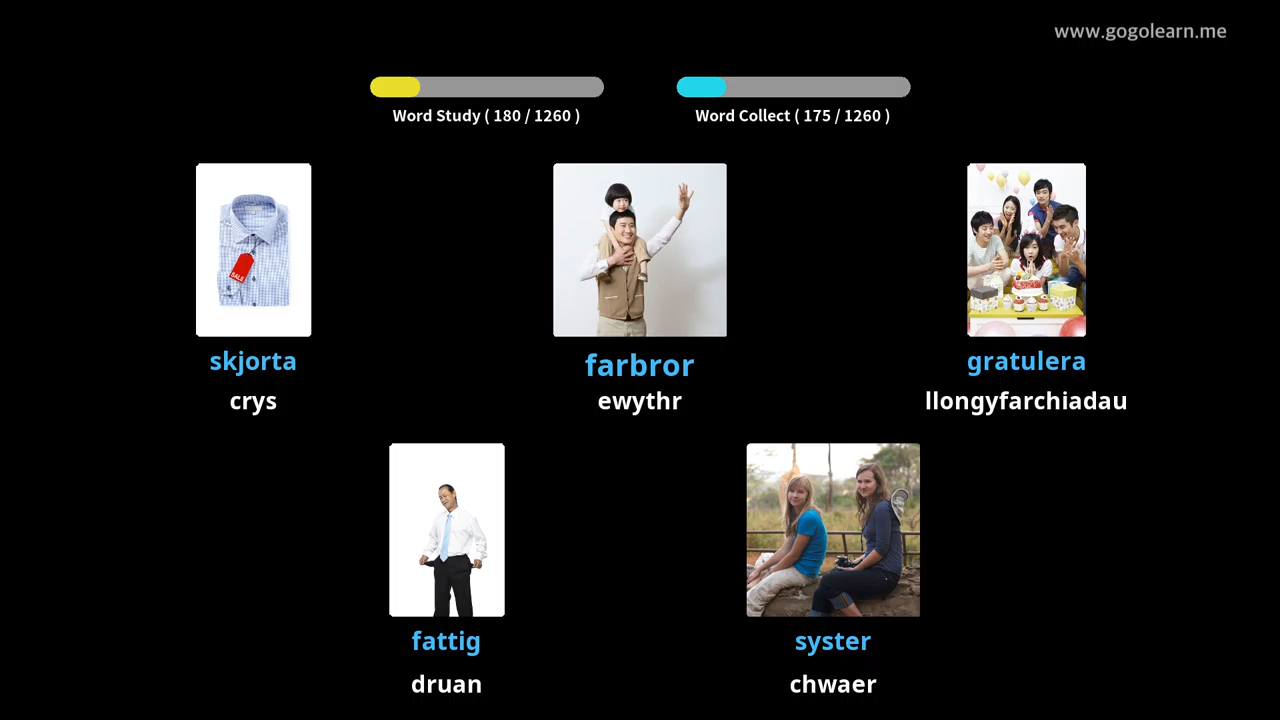 www.gogolearn.me
Word Study ( 180 / 1260 )
Word Collect ( 175 / 1260 )
SALE
skjorta
farbror
gratulera
crys
ewythr
llongyfarchiadau
fattig
syster
druan
chwaer